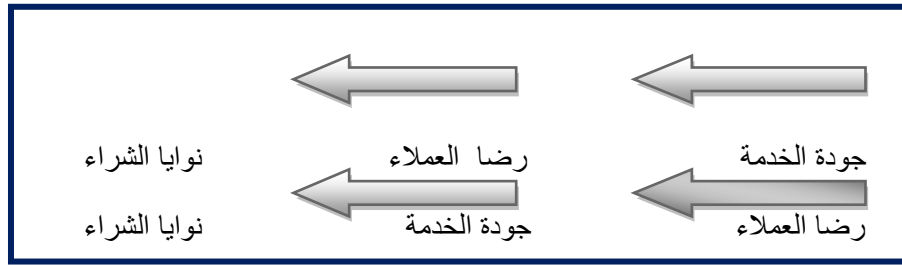 جودة الخدمة رضا العملاء نوايا الشراء
رضا العملاء جودة الخدمة نوايا الشراء